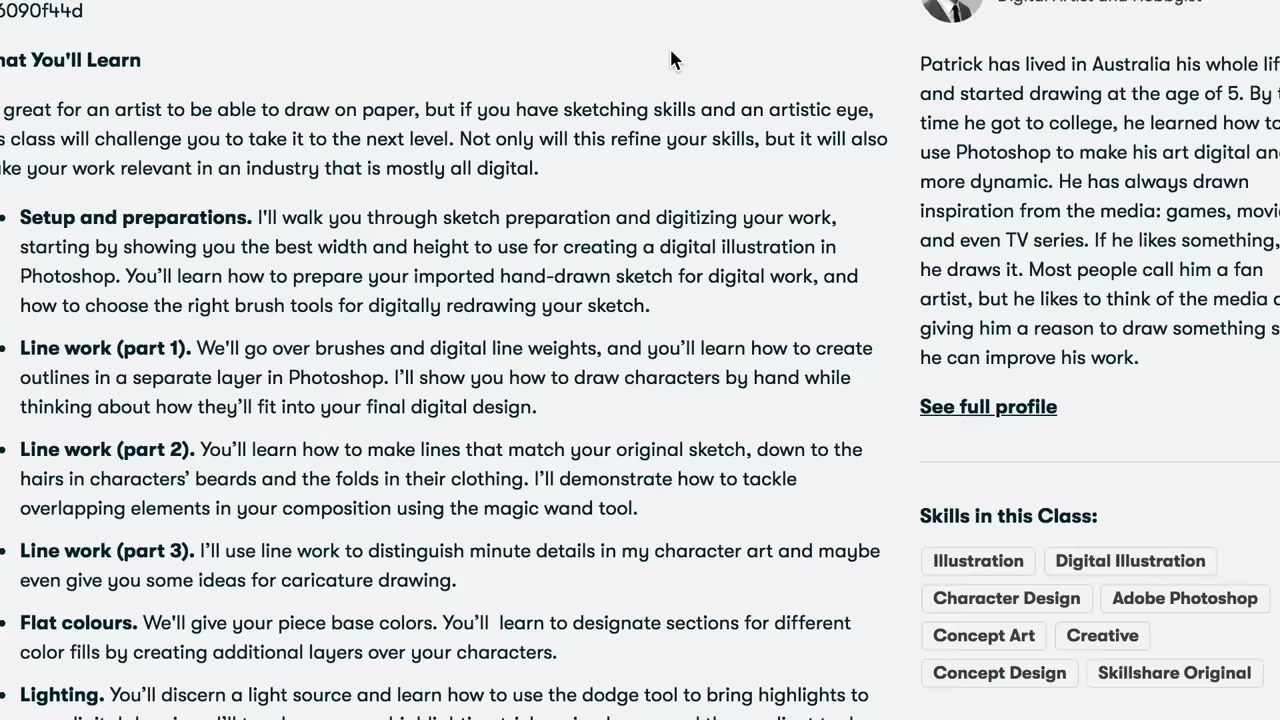 6090f44d
hat You'll Learn
great for an artist to be able to draw on paper, but if you have sketching skills and an artistic eye,
s class will challenge you to take it to the next level. Not only will this refine your skills, but it will also
ke your work relevant in an industry that is mostly all digital.
• Setup and preparations. I'll walk you through sketch preparation and digitizing your work,
starting by showing you the best width and height to use for creating a digital illustration in
Photoshop. You’ll learn how to prepare your imported hand-drawn sketch for digital work, and
how to choose the right brush tools for digitally redrawing your sketch.
• Line work (part 1). We'll go over brushes and digital line weights, and you’ll learn how to create
outlines in a separate layer in Photoshop. I’ll show you how to draw characters by hand while
thinking about how they’ll fit into your final digital design.
• Line work (part 2). You’ll learn how to make lines that match your original sketch, down to the
hairs in characters’ beards and the folds in their clothing. I’ll demonstrate how to tackle
overlapping elements in your composition using the magic wand tool.
• Line work (part 3). I’ll use line work to distinguish minute details in my character art and maybe
even give you some ideas for caricature drawing.
• Flat colours. We'll give your piece base colors. You’ll  learn to designate sections for different
color fills by creating additional layers over your characters.
• Lighting. You’ll discern a light source and learn how to use the dodge tool to bring highlights to
Digital Artist and Hobbyist
Patrick has lived in Australia his whole lif
and started drawing at the age of 5. By t
time he got to college, he learned how to
use Photoshop to make his art digital an
more dynamic. He has always drawn
inspiration from the media: games, movi
and even TV series. If he likes something,
he draws it. Most people call him a fan
artist, but he likes to think of the media a
giving him a reason to draw something s
he can improve his work.
See full profile
Skills in this Class:
Illustration
Digital Illustration
Character Design
Adobe Photoshop
Concept Art
Creative
Concept Design
Skillshare Original